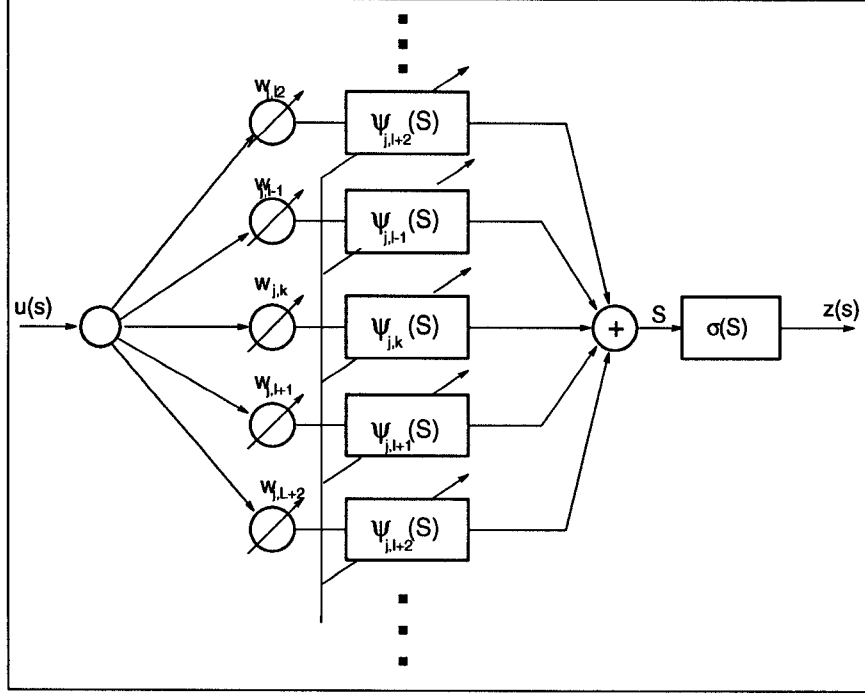 w_{j,l2}
ψ_{j,l+2}(S)
w_{j,l-1}
ψ_{j,l-1}(S)
u(s)
w_{j,k}
ψ_{j,k}(S)
+
S
σ(S)
z(s)
w_{j,l+1}
ψ_{j,l+1}(S)
w_{j,L+2}
ψ_{j,l+2}(S)